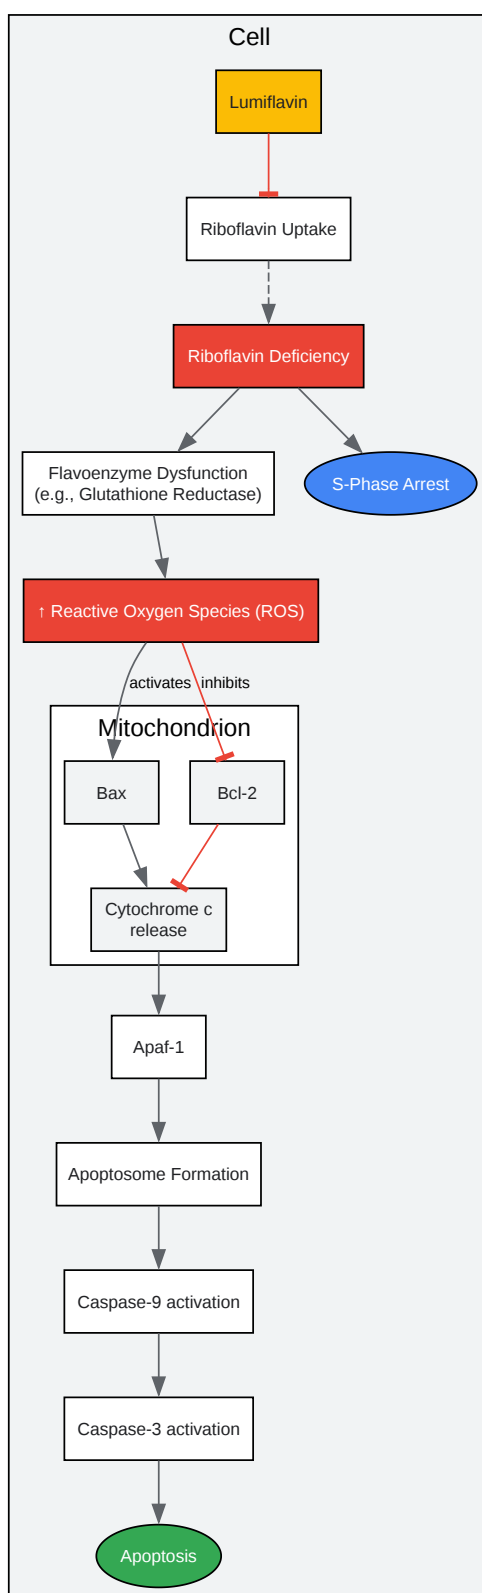 Cell
Lumiflavin
Riboflavin Uptake
Riboflavin Deficiency
Flavoenzyme Dysfunction
(e.g., Glutathione Reductase)
S-Phase Arrest
↑ Reactive Oxygen Species (ROS)
activates
inhibits
Mitochondrion
Bax
Bcl-2
Cytochrome c
release
Apaf-1
Apoptosome Formation
Caspase-9 activation
Caspase-3 activation
Apoptosis